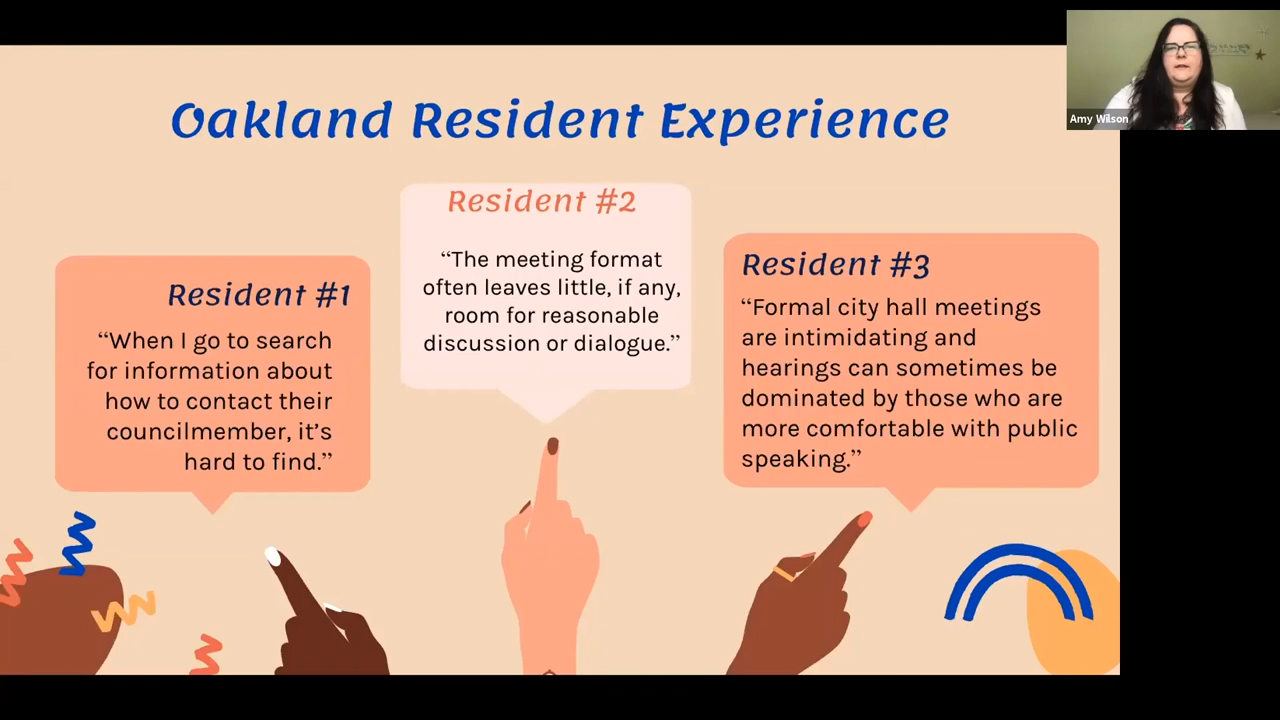 Oakland Resident Experience
Resident #1
“When I go to search
for information about
how to contact their
councilmember, it’s
hard to find.”
Resident #2
“The meeting format
often leaves little, if any,
room for reasonable
discussion or dialogue.”
Resident #3
“Formal city hall meetings
are intimidating and
hearings can sometimes be
dominated by those who are
more comfortable with public
speaking.”
Amy Wilson